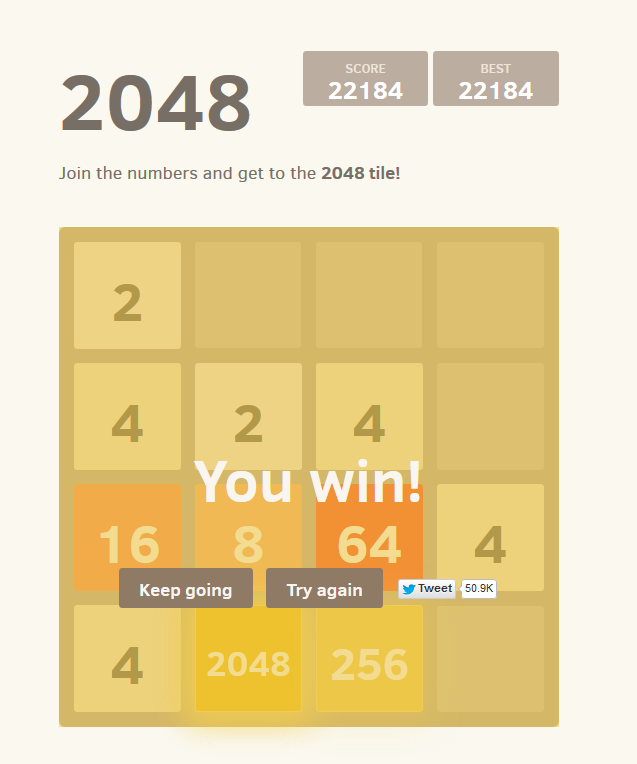 2048
SCORE
22184
BEST
22184
Join the numbers and get to the 2048 tile!
2
4 2 4
You win!
16 8 64 4
Keep going Try again Tweet 50.9K
4 2048 256